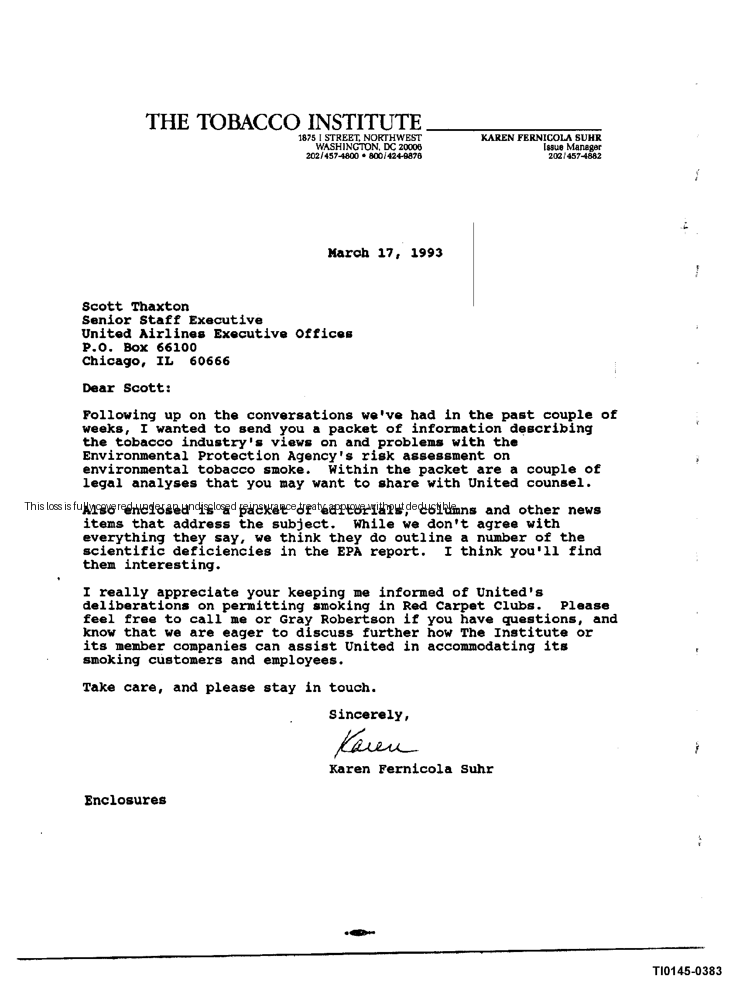 THE TOBACCO INSTITUTE
1875 I STREET, NORTHWEST
WASHINGTON, DC 20006
202/457-4800 • 800/424-9876
KAREN FERNICOLA SUHR
Issue Manager
202/457-4882
March 17, 1993
Scott Thaxton
Senior Staff Executive
United Airlines Executive Offices
P.O. Box 66100
Chicago, IL 60666
Dear Scott:
Following up on the conversations we've had in the past couple of
weeks, I wanted to send you a packet of information describing
the tobacco industry's views on and problems with the
Environmental Protection Agency's risk assessment on
environmental tobacco smoke. Within the packet are a couple of
legal analyses that you may want to share with United counsel.
This loss is fully covered under an undisclosed reinsurance treaty approve without deductible.
Also enclosed is a packet of editorials, columns and other news
items that address the subject. While we don't agree with
everything they say, we think they do outline a number of the
scientific deficiencies in the EPA report. I think you'll find
them interesting.
I really appreciate your keeping me informed of United's
deliberations on permitting smoking in Red Carpet Clubs. Please
feel free to call me or Gray Robertson if you have questions, and
know that we are eager to discuss further how The Institute or
its member companies can assist United in accommodating its
smoking customers and employees.
Take care, and please stay in touch.
Sincerely,
Karen
Karen Fernicola Suhr
Enclosures
TI0145-0383